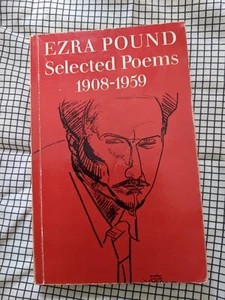 EZRA POUND
Selected Poems
1908-1959